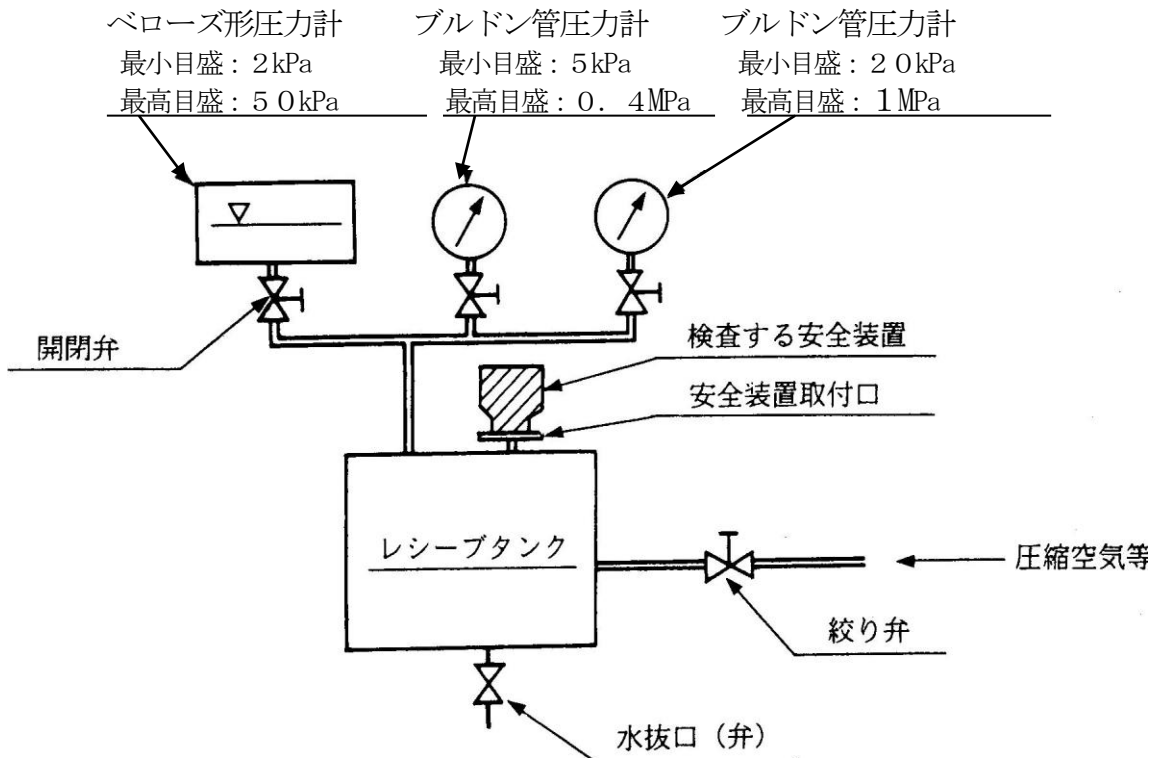 ベローズ形圧力計
最小目盛：２kPa
最高目盛：５０kPa
ブルドン管圧力計
最小目盛：５kPa
最高目盛：０．４MPa
ブルドン管圧力計
最小目盛：２０kPa
最高目盛：１MPa
開閉弁
検査する安全装置
安全装置取付口
レシーブタンク
圧縮空気等
絞り弁
水抜口（弁）